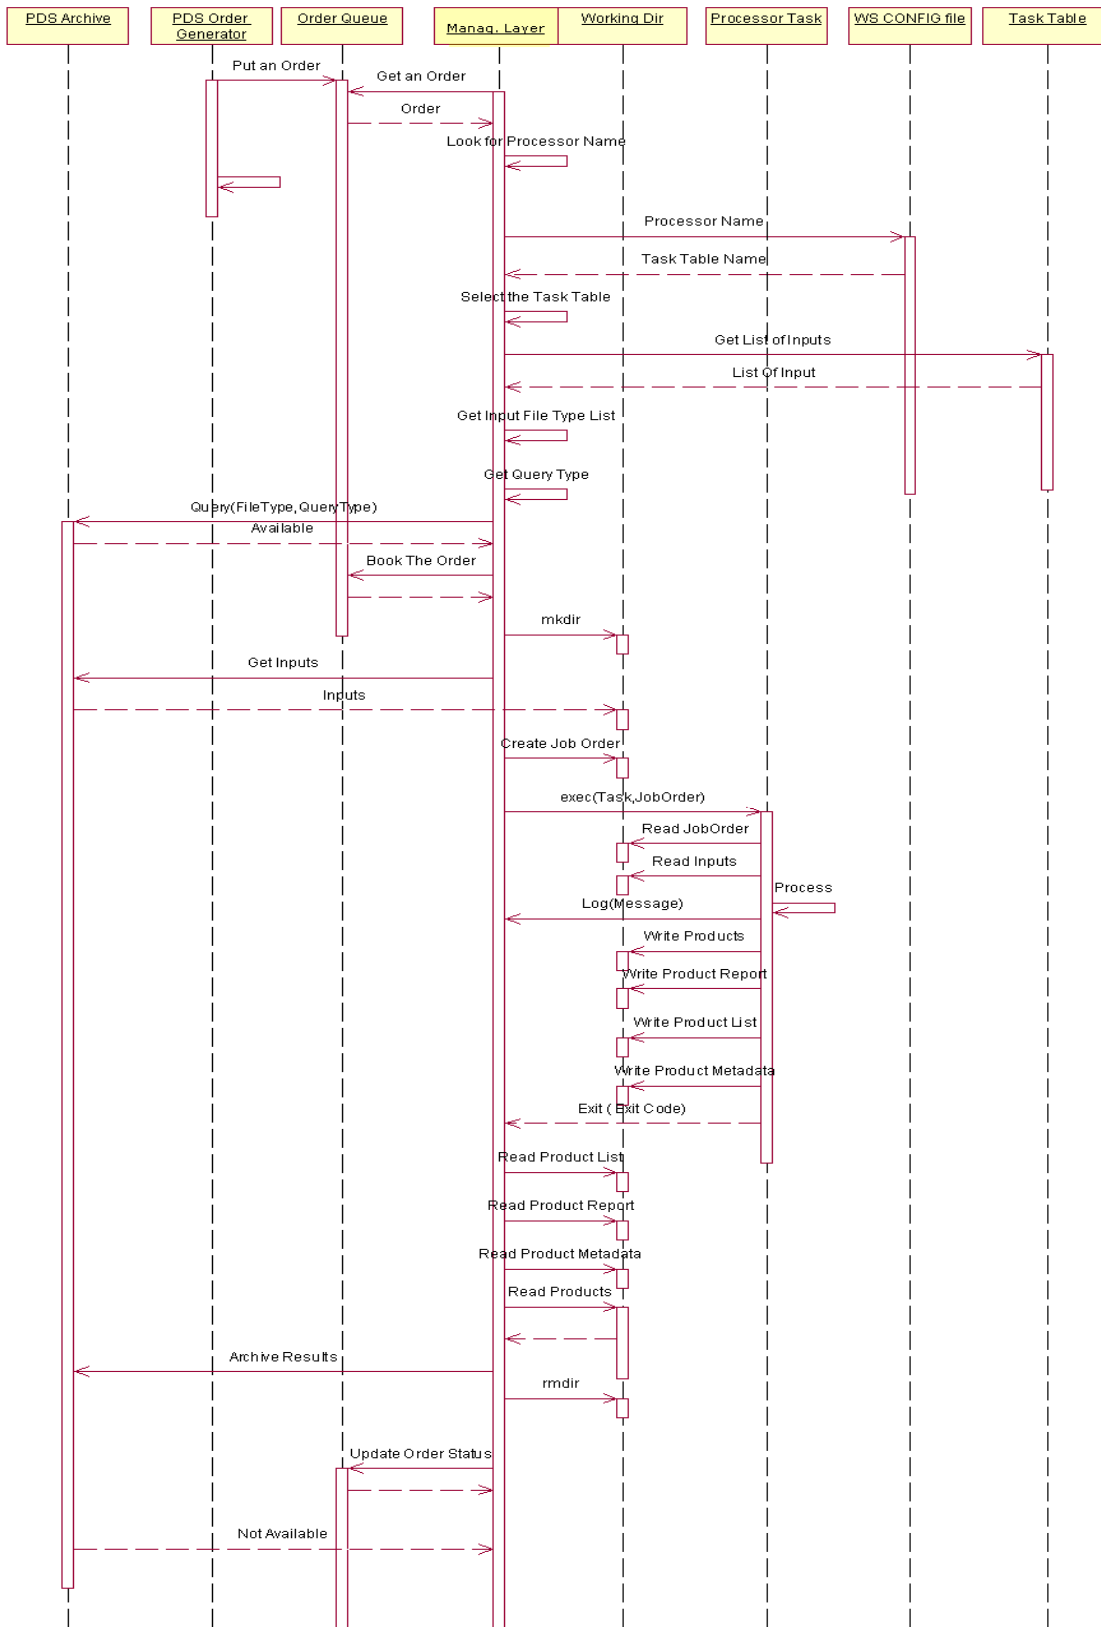 PDS Archive
PDS Order
Generator
Order Queue
Manag. Layer
Working Dir
Processor Task
WS CONFIG file
Task Table
Put an Order
Get an Order
Order
Look for Processor Name
Processor Name
Task Table Name
Select the Task Table
Get List of Inputs
List Of Input
Get Input File Type List
Get Query Type
Query(FileType,QueryType)
Available
Book The Order
mkdir
Get Inputs
Inputs
Create Job Order
exec(Task,JobOrder)
Read JobOrder
Read Inputs
Process
Log(Message)
Write Products
Write Product Report
Write Product List
Write Product Metadata
Exit ( Exit Code)
Read Product List
Read Product Report
Read Product Metadata
Read Products
Archive Results
rmdir
Update Order Status
Not Available